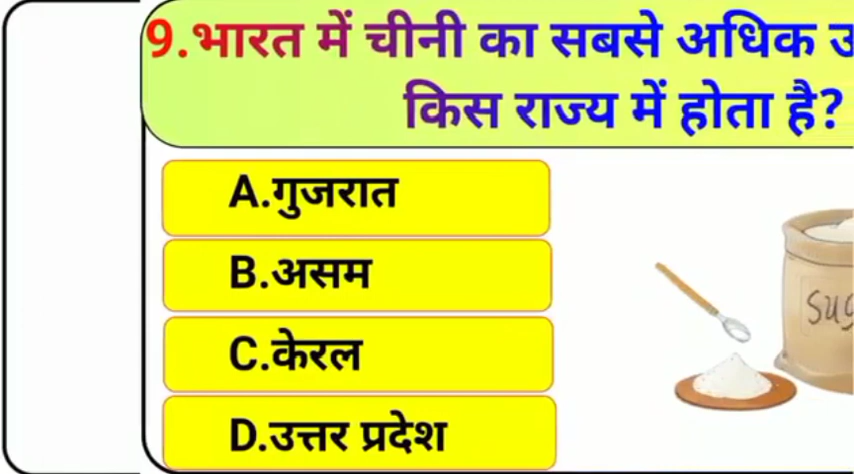 9.भारत में चीनी का सबसे अधिक
किस राज्य में होता है?
A.गुजरात
B.असम
C.केरल
D.उत्तर प्रदेश